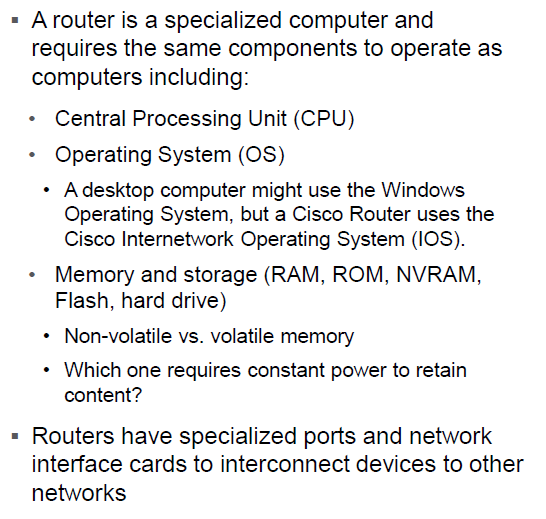 ▪ A router is a specialized computer and
requires the same components to operate as
computers including:
• Central Processing Unit (CPU)
• Operating System (OS)
• A desktop computer might use the Windows
Operating System, but a Cisco Router uses the
Cisco Internetwork Operating System (IOS).
• Memory and storage (RAM, ROM, NVRAM,
Flash, hard drive)
• Non-volatile vs. volatile memory
• Which one requires constant power to retain
content?
▪ Routers have specialized ports and network
interface cards to interconnect devices to other
networks